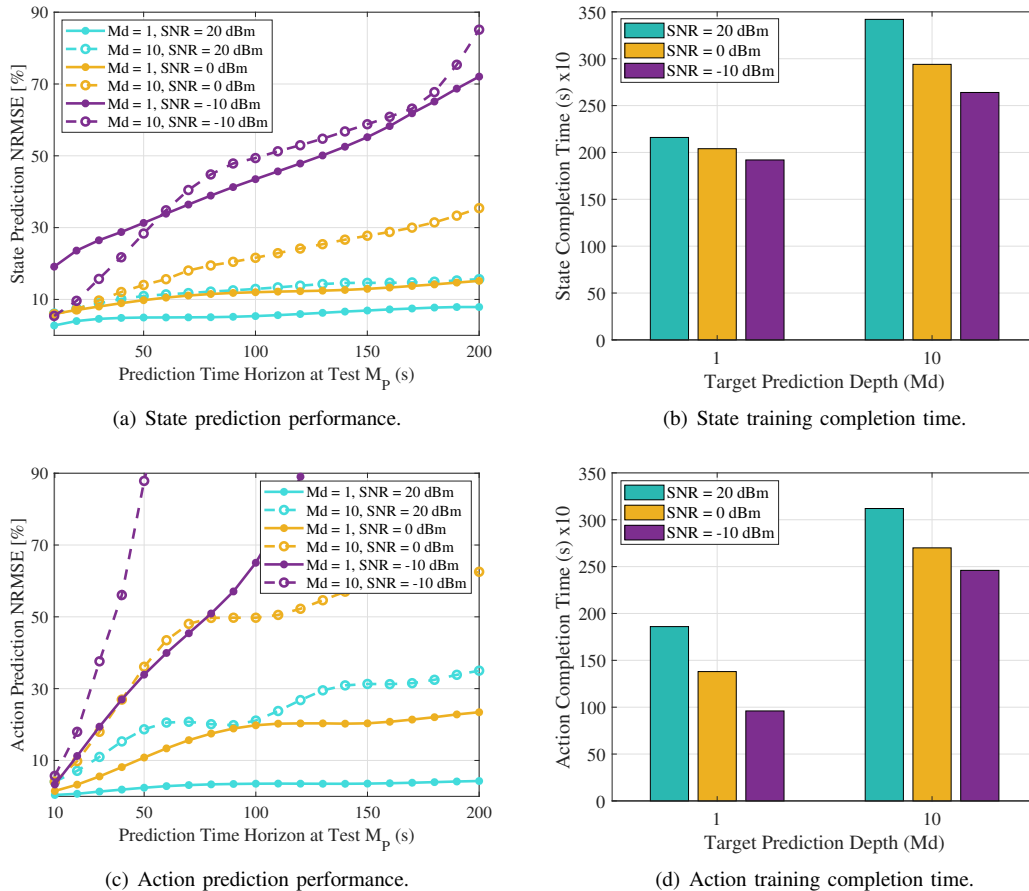 90
70
50
30
10
State Prediction NRMSE [%]
Md = 1, SNR = 20 dBm
Md = 10, SNR = 20 dBm
Md = 1, SNR = 0 dBm
Md = 10, SNR = 0 dBm
Md = 1, SNR = -10 dBm
Md = 10, SNR = -10 dBm
50 100 150 200
Prediction Time Horizon at Test M_P (s)
(a) State prediction performance.
350
300
250
200
150
100
50
0
State Completion Time (s) x10
SNR = 20 dBm
SNR = 0 dBm
SNR = -10 dBm
1 10
Target Prediction Depth (Md)
(b) State training completion time.
90
70
50
30
10
Action Prediction NRMSE [%]
Md = 1, SNR = 20 dBm
Md = 10, SNR = 20 dBm
Md = 1, SNR = 0 dBm
Md = 10, SNR = 0 dBm
Md = 1, SNR = -10 dBm
Md = 10, SNR = -10 dBm
10 50 100 150 200
Prediction Time Horizon at Test M_P (s)
(c) Action prediction performance.
350
300
250
200
150
100
50
0
Action Completion Time (s) x10
SNR = 20 dBm
SNR = 0 dBm
SNR = -10 dBm
1 10
Target Prediction Depth (Md)
(d) Action training completion time.